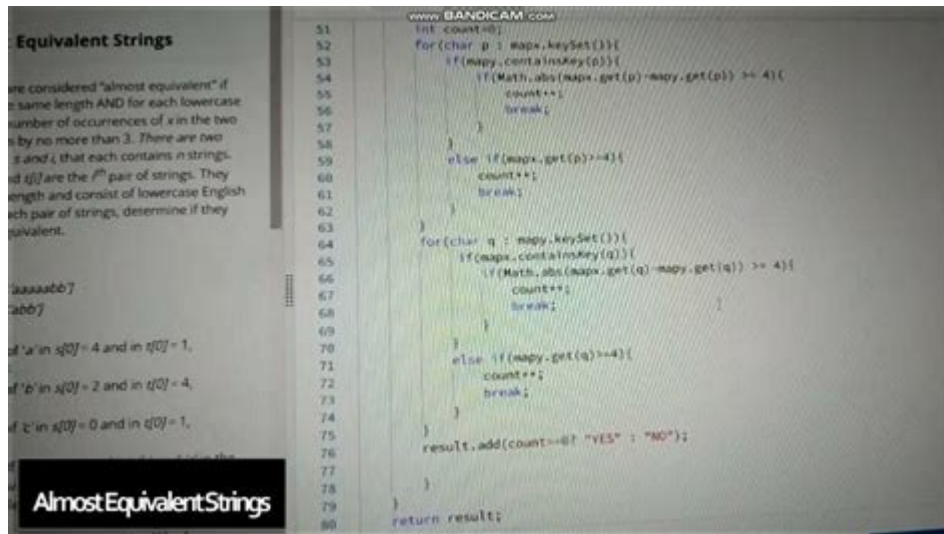 www.BANDICAM.com
Equivalent Strings
are considered "almost equivalent" if
same length AND for each lowercase
number of occurrences of x in the two
by no more than 3. There are two
s and t, that each contains n strings.
are the ith pair of strings. They
length and consist of lowercase English
pair of strings, determine if they
'aaaaabb']
'abb']
'a' in s[0] = 4 and in t[0] = 1,
'b' in s[0] = 2 and in t[0] = 4,
'c' in s[0] = 0 and in t[0] = 1,
Almost Equivalent Strings
51 int count=0;
52 for(char p : mapx.keySet()){
53 if(mapy.containsKey(p)){
54 if(Math.abs(mapx.get(p)-mapy.get(p)) >= 4){
55 count++;
56 break;
57 }
58 }
59 else if(mapx.get(p)>=4){
60 count++;
61 break;
62 }
63 }
64 for(char q : mapy.keySet()){
65 if(mapx.containsKey(q)){
66 if(Math.abs(mapx.get(q)-mapy.get(q)) >= 4){
67 count++;
68 break;
69 }
70 }
71 else if(mapy.get(q)>=4){
72 count++;
73 break;
74 }
75 }
76 result.add(count==0? "YES" : "NO");
77
78 }
79 }
80 return result;